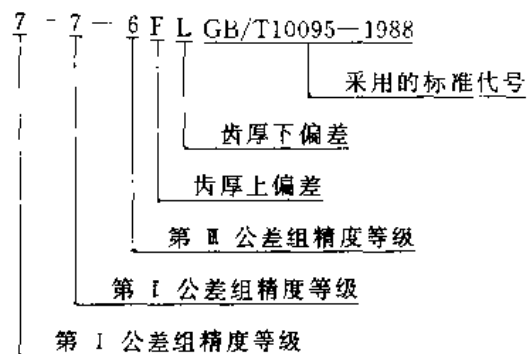 7-7-6 F L GB/T10095-1988
采用的标准代号
齿厚下偏差
齿厚上偏差
第 Ⅲ 公差组精度等级
第 Ⅰ 公差组精度等级
第 Ⅰ 公差组精度等级